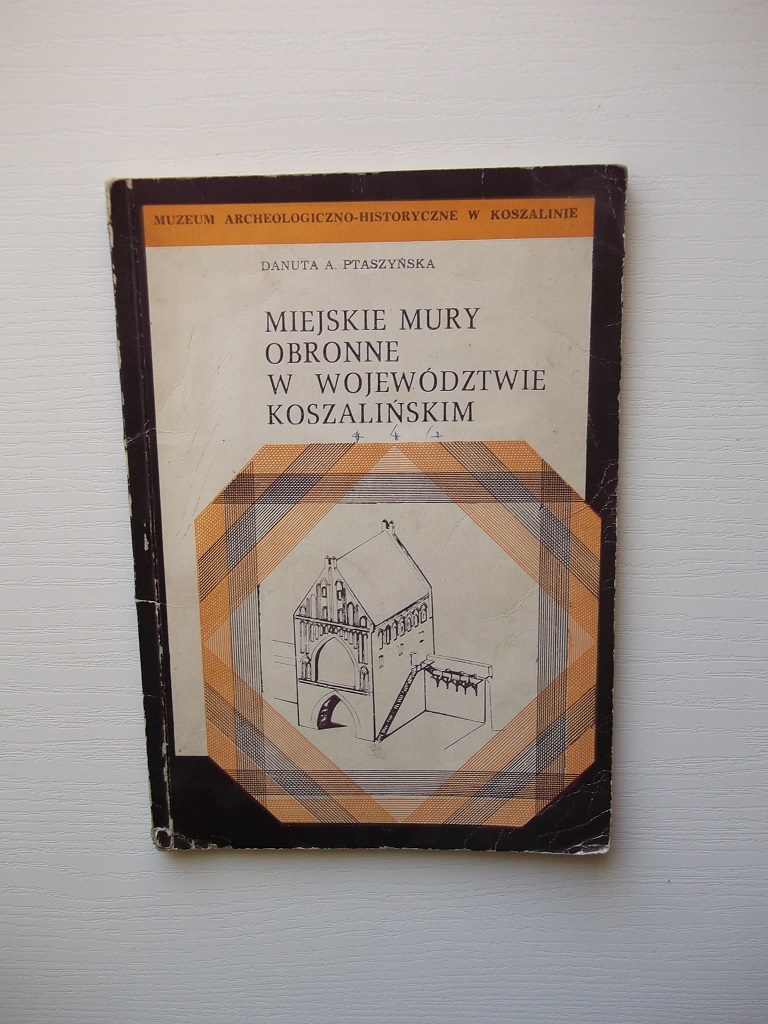 MUZEUM ARCHEOLOGICZNO-HISTORYCZNE W KOSZALINIE
DANUTA A. PTASZYŃSKA
MIEJSKIE MURY
OBRONNE
W WOJEWÓDZTWIE
KOSZALIŃSKIM